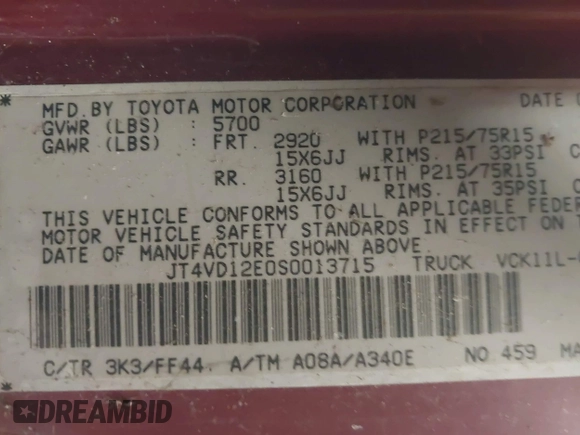 * MFD. BY TOYOTA MOTOR CORPORATION DATE O
GVWR (LBS) : 5700
GAWR (LBS) : FRT. 2920 WITH P215/75R15
15X6JJ RIMS. AT 33PSI C
RR. 3160 WITH P215/75R15
15X6JJ RIMS. AT 35PSI C
THIS VEHICLE CONFORMS TO ALL APPLICABLE FEDER
MOTOR VEHICLE SAFETY STANDARDS IN EFFECT ON T
DATE OF MANUFACTURE SHOWN ABOVE.
JT4VD12E0S0013715 TRUCK VCK11L-
C/TR 3K3/FF44. A/TM A08A/A340E NO 459 MA
*
DREAMBID